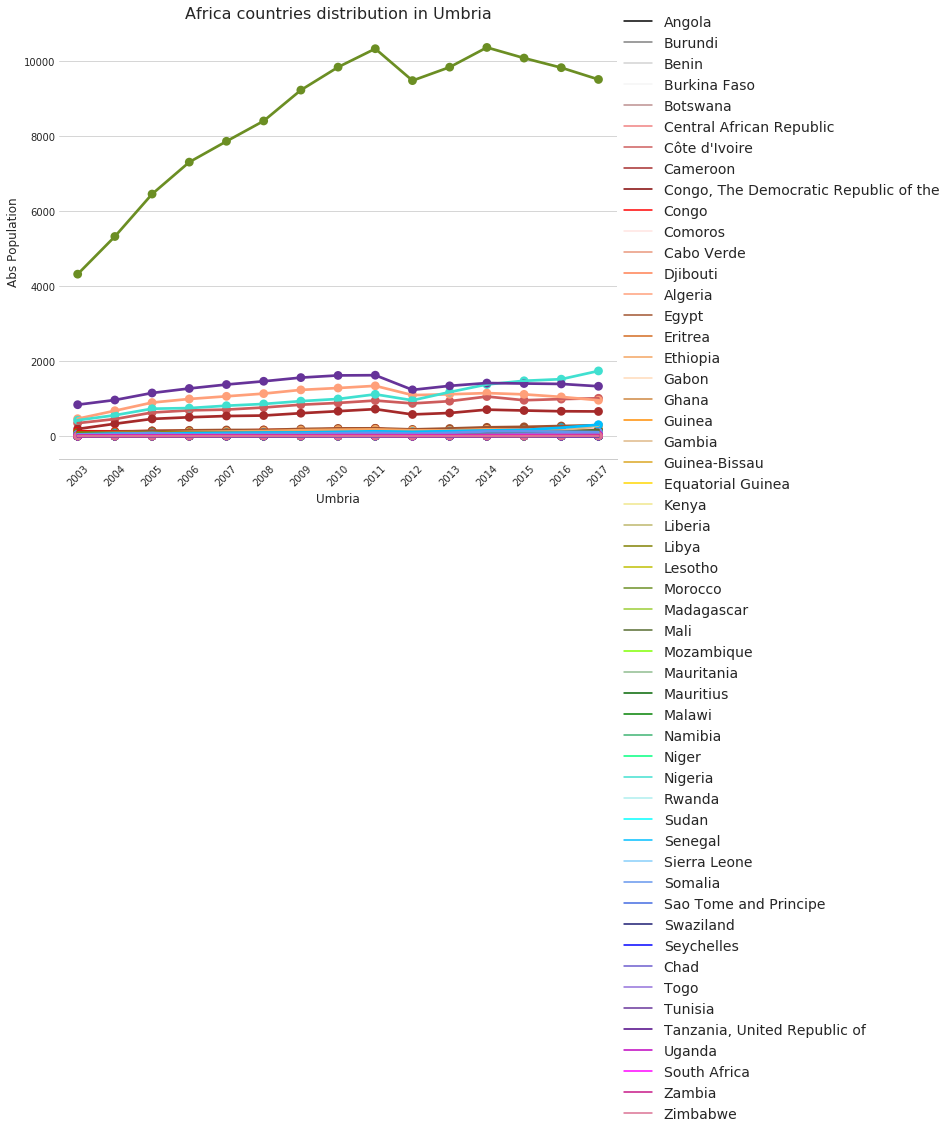 Africa countries distribution in Umbria
Abs Population
10000
8000
6000
4000
2000
0
2003
2004
2005
2006
2007
2008
2009
2010
2011
2012
2013
2014
2015
2016
2017
Umbria
Angola
Burundi
Benin
Burkina Faso
Botswana
Central African Republic
Côte d'Ivoire
Cameroon
Congo, The Democratic Republic of the
Congo
Comoros
Cabo Verde
Djibouti
Algeria
Egypt
Eritrea
Ethiopia
Gabon
Ghana
Guinea
Gambia
Guinea-Bissau
Equatorial Guinea
Kenya
Liberia
Libya
Lesotho
Morocco
Madagascar
Mali
Mozambique
Mauritania
Mauritius
Malawi
Namibia
Niger
Nigeria
Rwanda
Sudan
Senegal
Sierra Leone
Somalia
Sao Tome and Principe
Swaziland
Seychelles
Chad
Togo
Tunisia
Tanzania, United Republic of
Uganda
South Africa
Zambia
Zimbabwe